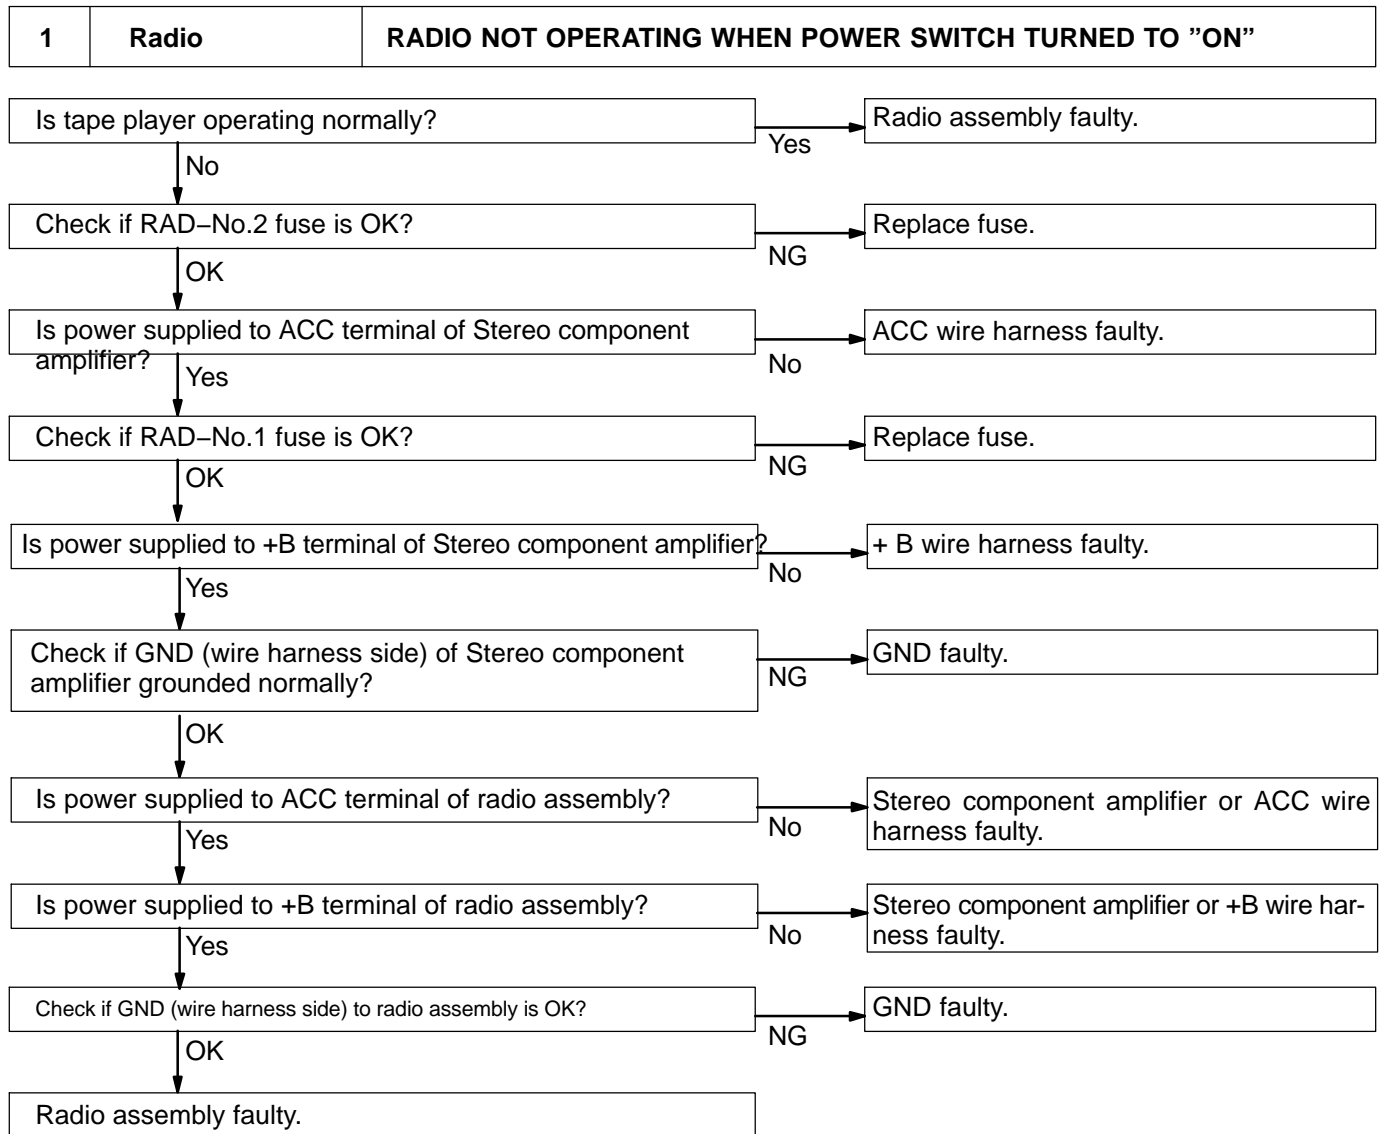 1 Radio RADIO NOT OPERATING WHEN POWER SWITCH TURNED TO ”ON”
Is tape player operating normally?
Yes
Radio assembly faulty.
No
Check if RAD−No.2 fuse is OK?
NG
Replace fuse.
OK
Is power supplied to ACC terminal of Stereo component
amplifier?
No
ACC wire harness faulty.
Yes
Check if RAD−No.1 fuse is OK?
NG
Replace fuse.
OK
Is power supplied to +B terminal of Stereo component amplifier?
No
+ B wire harness faulty.
Yes
Check if GND (wire harness side) of Stereo component
amplifier grounded normally?
NG
GND faulty.
OK
Is power supplied to ACC terminal of radio assembly?
No
Stereo component amplifier or ACC wire
harness faulty.
Yes
Is power supplied to +B terminal of radio assembly?
No
Stereo component amplifier or +B wire har-
ness faulty.
Yes
Check if GND (wire harness side) to radio assembly is OK?
NG
GND faulty.
OK
Radio assembly faulty.